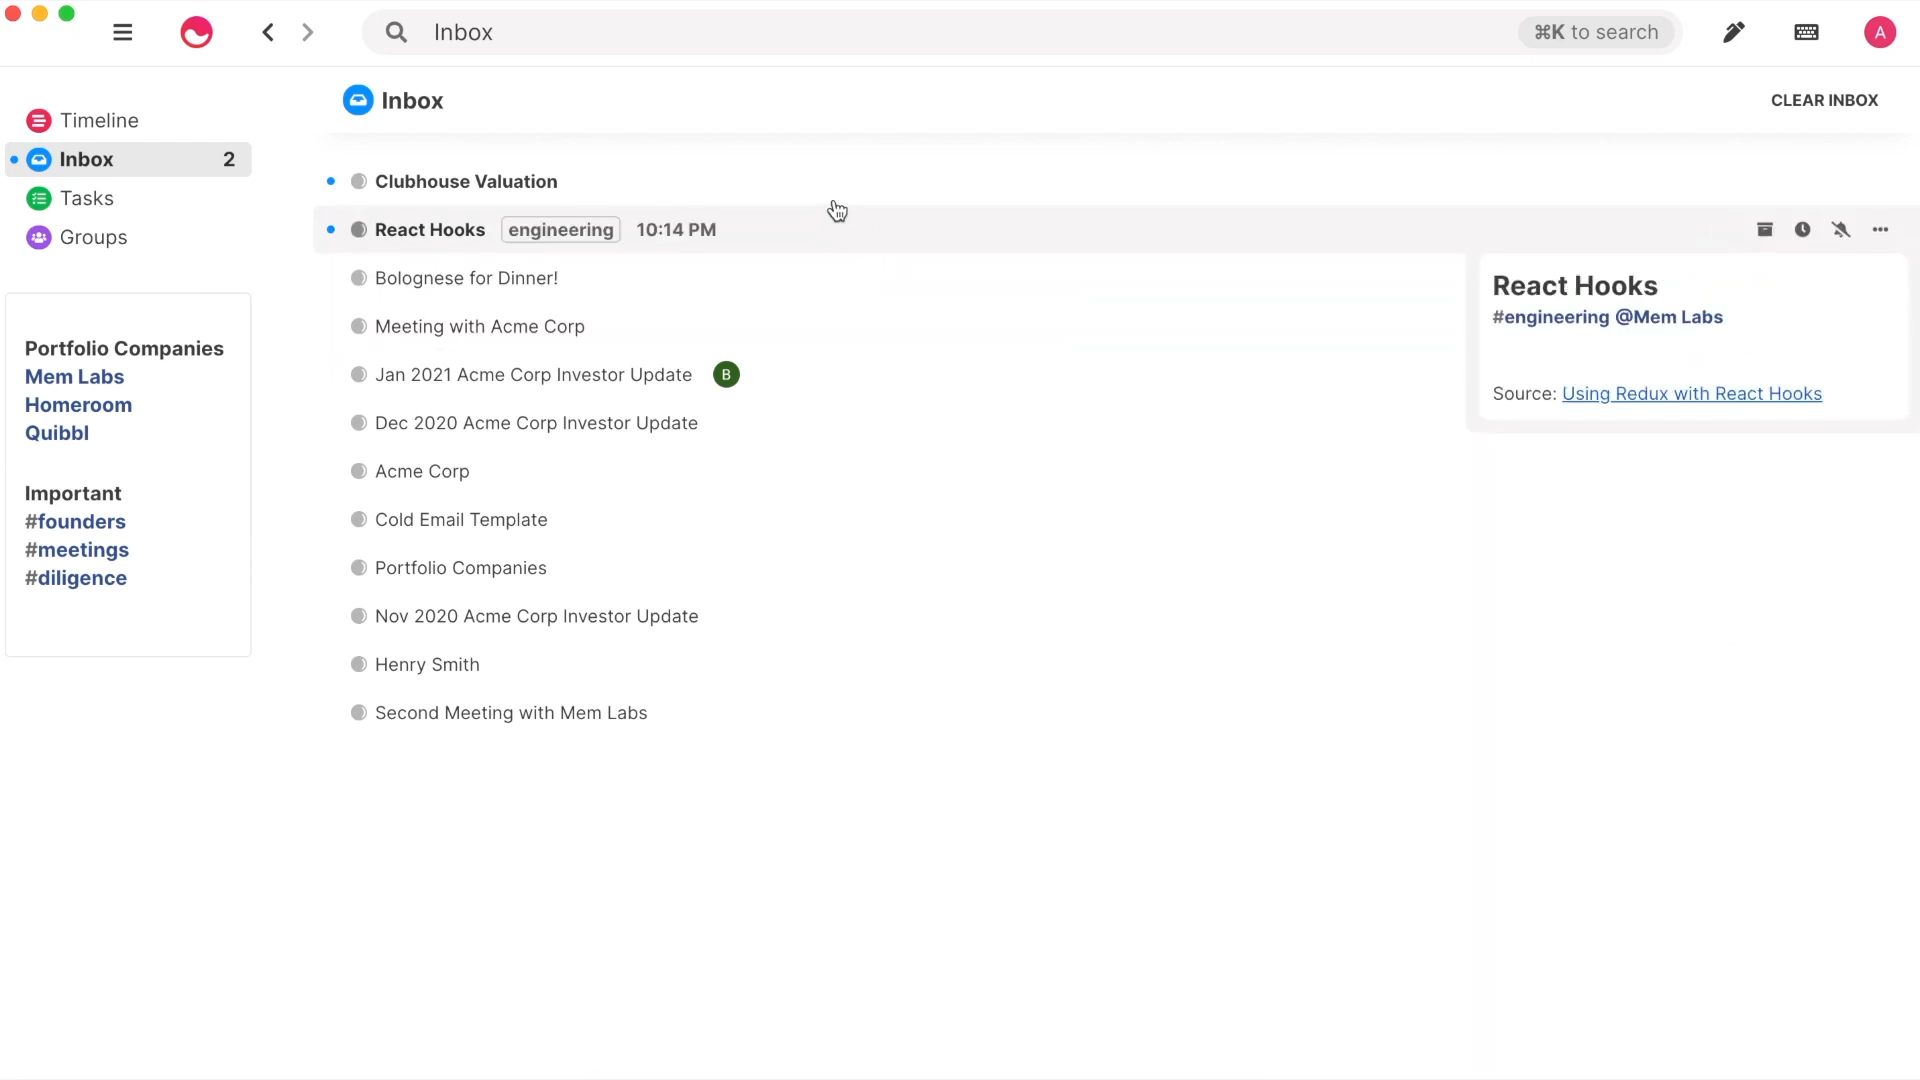 Inbox
⌘K to search
A
Timeline
Inbox 2
Tasks
Groups
Portfolio Companies
Mem Labs
Homeroom
Quibbl
Important
#founders
#meetings
#diligence
Inbox
CLEAR INBOX
Clubhouse Valuation
React Hooks engineering 10:14 PM
Bolognese for Dinner!
Meeting with Acme Corp
Jan 2021 Acme Corp Investor Update B
Dec 2020 Acme Corp Investor Update
Acme Corp
Cold Email Template
Portfolio Companies
Nov 2020 Acme Corp Investor Update
Henry Smith
Second Meeting with Mem Labs
React Hooks
#engineering @Mem Labs
Source: Using Redux with React Hooks